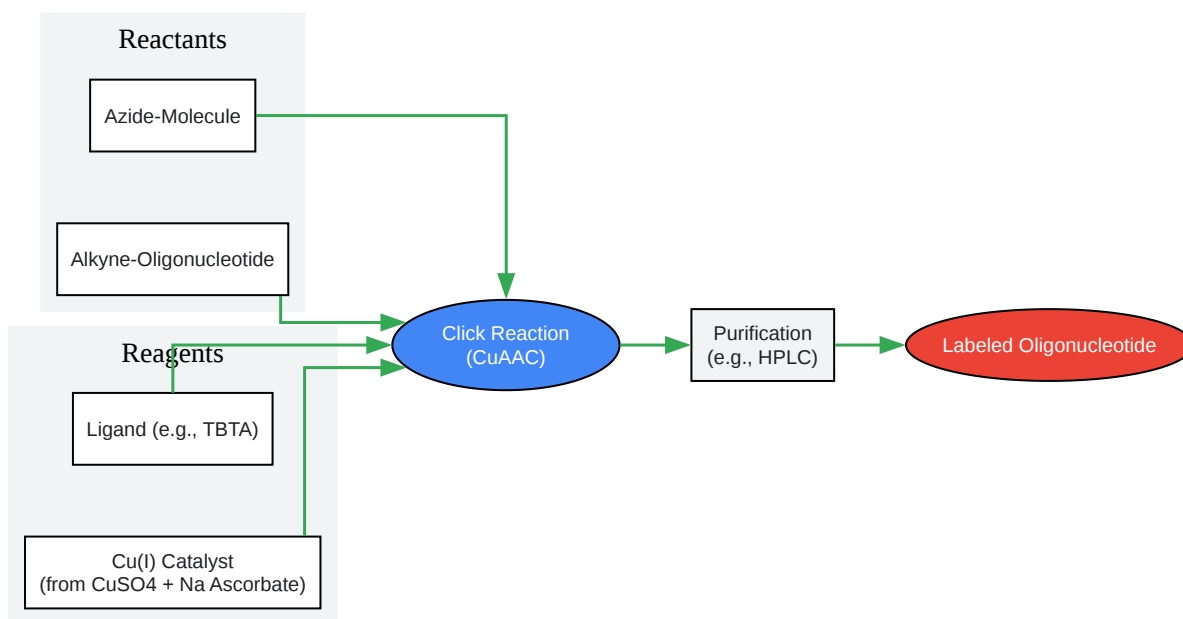 Reactants
Azide-Molecule
Alkyne-Oligonucleotide
Reagents
Ligand (e.g., TBTA)
Cu(I) Catalyst
(from CuSO4 + Na Ascorbate)
Click Reaction
(CuAAC)
Purification
(e.g., HPLC)
Labeled Oligonucleotide